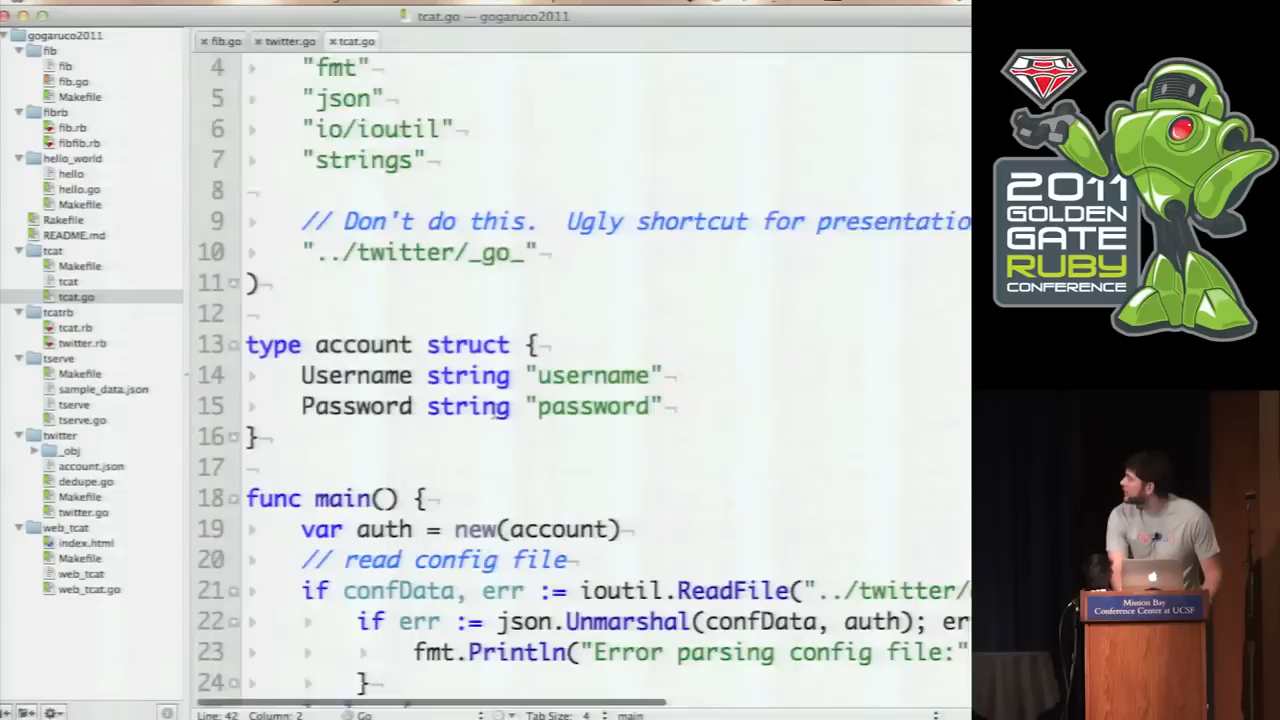 tcat.go — gogaruco2011
gogaruco2011
fib
fib
fib.go
Makefile
fibrb
fib.rb
fibfib.rb
hello_world
hello
hello.go
Makefile
Rakefile
README.md
tcat
Makefile
tcat
tcat.go
tcatrb
tcat.rb
twitter.rb
tserve
Makefile
sample_data.json
tserve
tserve.go
twitter
_obj
account.json
dedupe.go
Makefile
twitter.go
web_tcat
index.html
Makefile
web_tcat
web_tcat.go
fib.go twitter.go tcat.go
4 "fmt"
5 "json"
6 "io/ioutil"
7 "strings"
8
9 // Don't do this. Ugly shortcut for presentatio
10 "../twitter/_go_"
11 )
12
13 type account struct {
14 Username string "username"
15 Password string "password"
16 }
17
18 func main() {
19 var auth = new(account)
20 // read config file
21 if confData, err := ioutil.ReadFile("../twitter/
22 if err := json.Unmarshal(confData, auth); er
23 fmt.Println("Error parsing config file:"
24 }
Line: 42 Column: 2 Go Tab Size: 4 main
2011
GOLDEN
GATE
RUBY
CONFERENCE
Mission Bay
Conference Center at UCSF